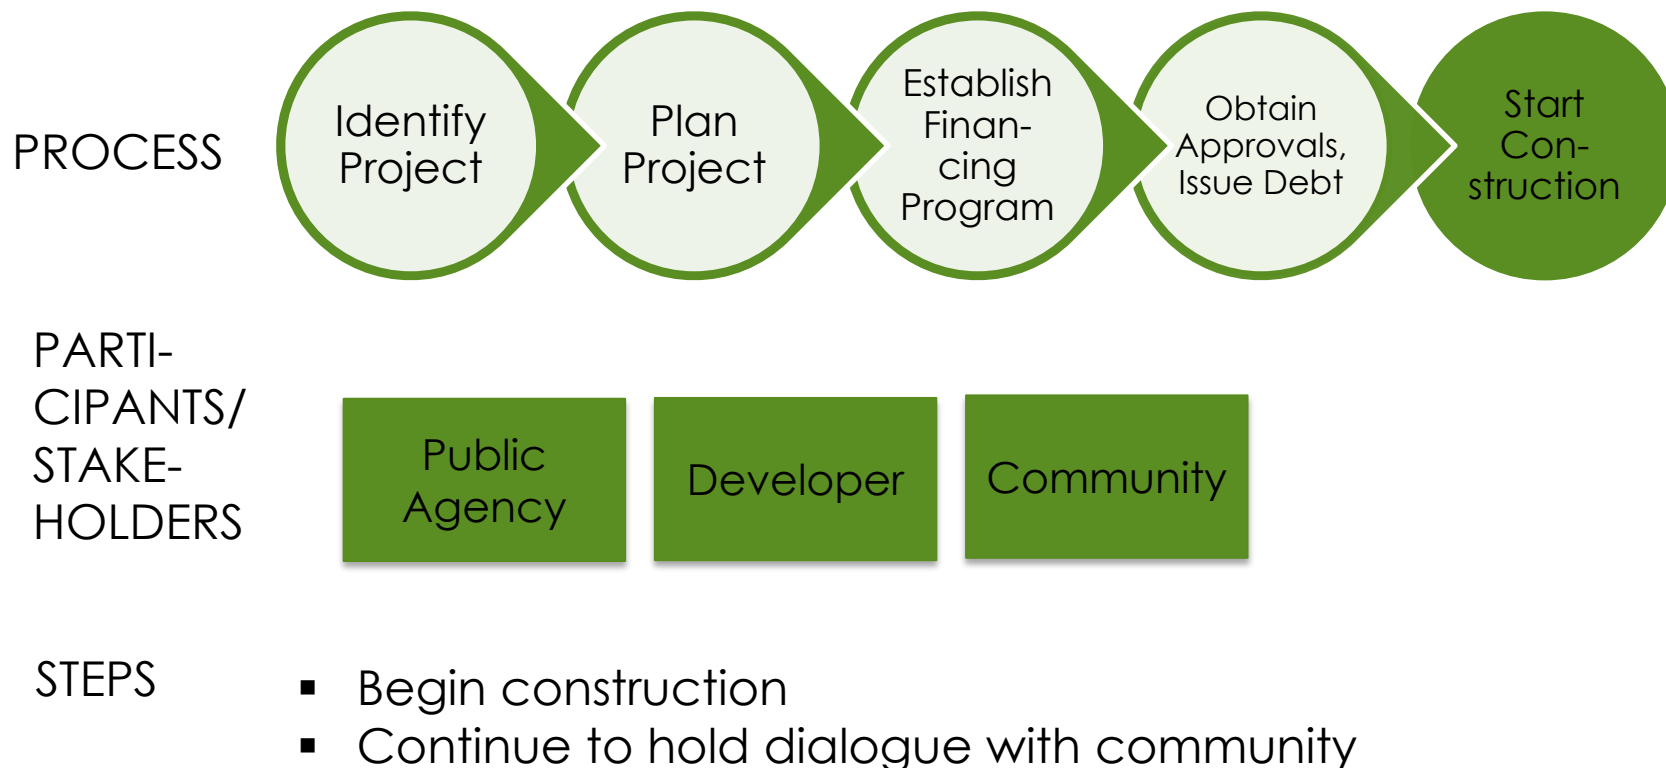 PROCESS
Identify
Project
Plan
Project
Establish
Finan-
cing
Program
Obtain
Approvals,
Issue Debt
Start
Con-
struction
PARTI-
CIPANTS/
STAKE-
HOLDERS
Public
Agency
Developer
Community
STEPS
▪ Begin construction
▪ Continue to hold dialogue with community